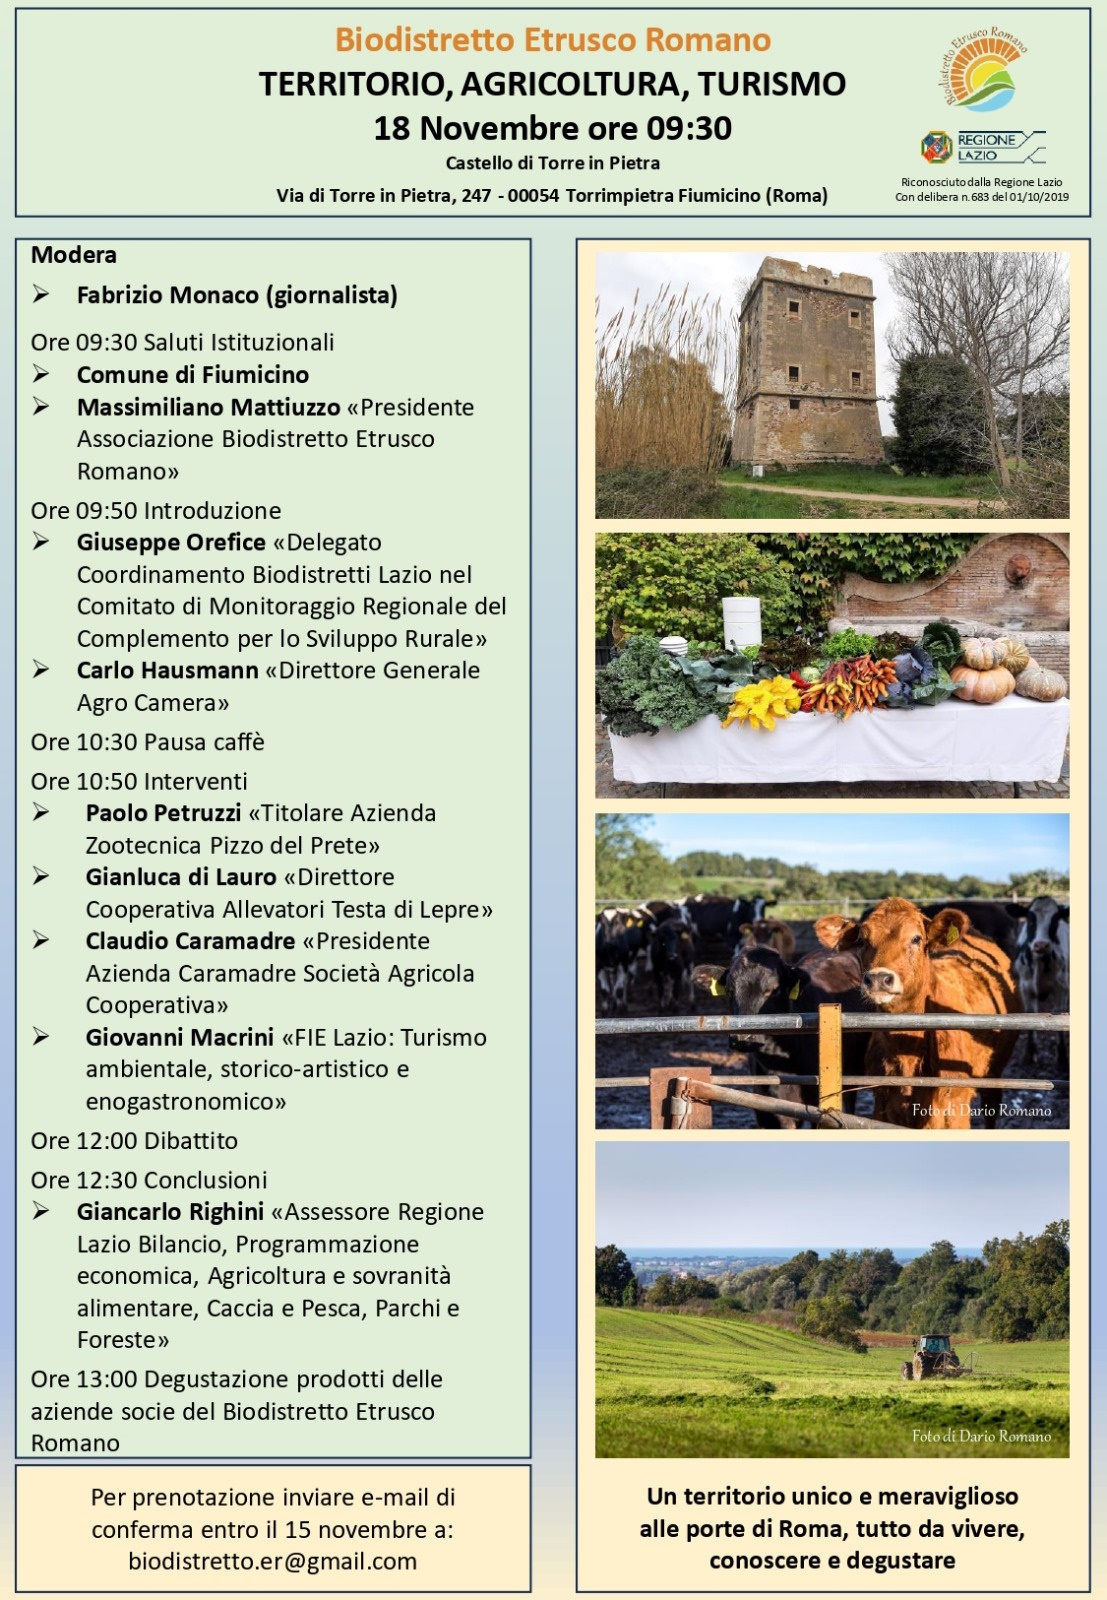 Biodistretto Etrusco Romano
TERRITORIO, AGRICOLTURA, TURISMO
18 Novembre ore 09:30
Castello di Torre in Pietra
Via di Torre in Pietra, 247 - 00054 Torrimpietra Fiumicino (Roma)
Biodistretto Etrusco Romano
REGIONE
LAZIO
Riconosciuto dalla Regione Lazio
Con delibera n.683 del 01/10/2019
Modera
➢ Fabrizio Monaco (giornalista)
Ore 09:30 Saluti Istituzionali
➢ Comune di Fiumicino
➢ Massimiliano Mattiuzzo «Presidente
Associazione Biodistretto Etrusco
Romano»
Ore 09:50 Introduzione
➢ Giuseppe Orefice «Delegato
Coordinamento Biodistretti Lazio nel
Comitato di Monitoraggio Regionale del
Complemento per lo Sviluppo Rurale»
➢ Carlo Hausmann «Direttore Generale
Agro Camera»
Ore 10:30 Pausa caffè
Ore 10:50 Interventi
➢ Paolo Petruzzi «Titolare Azienda
Zootecnica Pizzo del Prete»
➢ Gianluca di Lauro «Direttore
Cooperativa Allevatori Testa di Lepre»
➢ Claudio Caramadre «Presidente
Azienda Caramadre Società Agricola
Cooperativa»
➢ Giovanni Macrini «FIE Lazio: Turismo
ambientale, storico-artistico e
enogastronomico»
Ore 12:00 Dibattito
Ore 12:30 Conclusioni
➢ Giancarlo Righini «Assessore Regione
Lazio Bilancio, Programmazione
economica, Agricoltura e sovranità
alimentare, Caccia e Pesca, Parchi e
Foreste»
Ore 13:00 Degustazione prodotti delle
aziende socie del Biodistretto Etrusco
Romano
Per prenotazione inviare e-mail di
conferma entro il 15 novembre a:
biodistretto.er@gmail.com
Foto di Dario Romano
Foto di Dario Romano
Un territorio unico e meraviglioso
alle porte di Roma, tutto da vivere,
conoscere e degustare